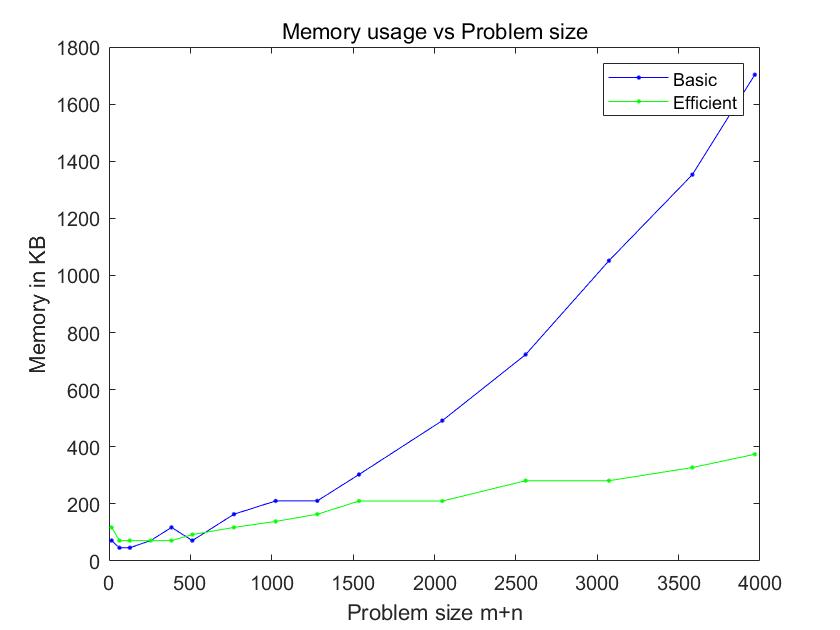 Memory usage vs Problem size
1800
1600
1400
1200
1000
800
600
400
200
0
Memory in KB
Basic
Efficient
0 500 1000 1500 2000 2500 3000 3500 4000
Problem size m+n